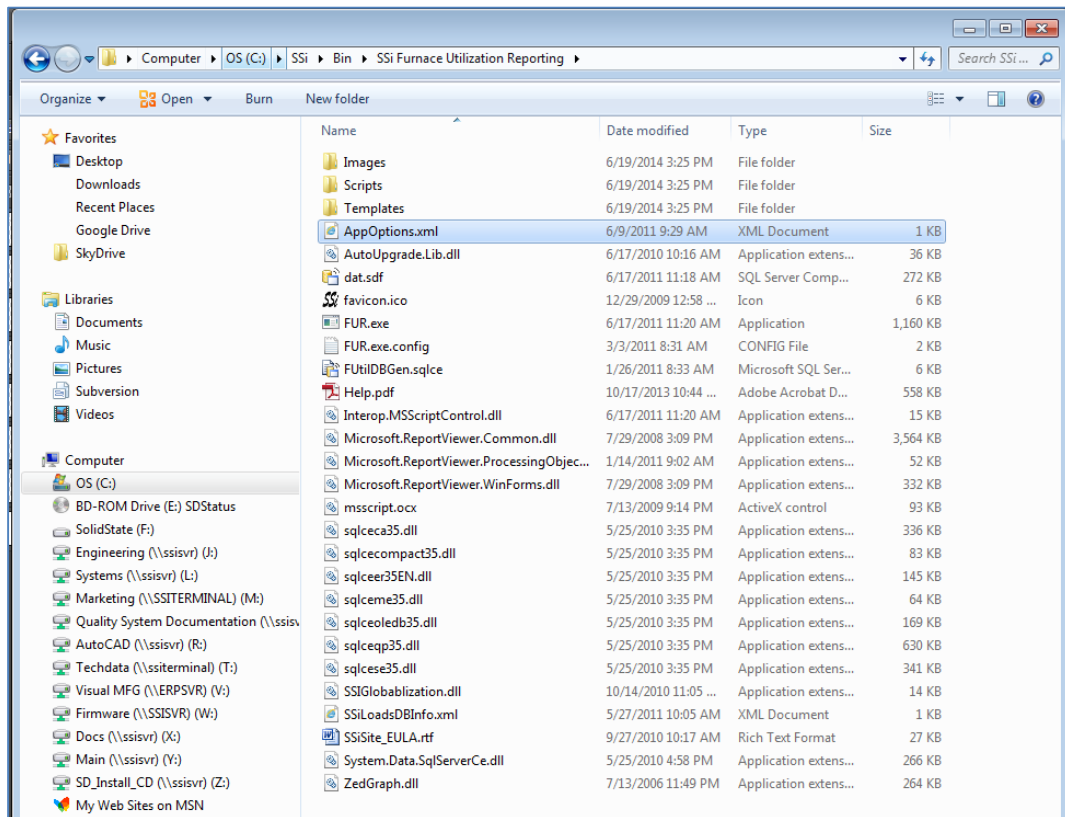 Computer ▸ OS (C:) ▸ SSi ▸ Bin ▸ SSi Furnace Utilization Reporting ▸ Search SSi ...
Organize Open Burn New folder
Name Date modified Type Size
Favorites
Desktop
Downloads
Recent Places
Google Drive
SkyDrive
Libraries
Documents
Music
Pictures
Subversion
Videos
Computer
OS (C:)
BD-ROM Drive (E:) SDStatus
SolidState (F:)
Engineering (\\ssisvr) (J:)
Systems (\\ssisvr) (L:)
Marketing (\\SSITERMINAL) (M:)
Quality System Documentation (\\ssisv
AutoCAD (\\ssisvr) (R:)
Techdata (\\ssiterminal) (T:)
Visual MFG (\\ERPSVR) (V:)
Firmware (\\SSISVR) (W:)
Docs (\\ssisvr) (X:)
Main (\\ssisvr) (Y:)
SD_Install_CD (\\ssisvr) (Z:)
My Web Sites on MSN
Images 6/19/2014 3:25 PM File folder
Scripts 6/19/2014 3:25 PM File folder
Templates 6/19/2014 3:25 PM File folder
AppOptions.xml 6/9/2011 9:29 AM XML Document 1 KB
AutoUpgrade.Lib.dll 6/17/2010 10:16 AM Application extens... 36 KB
dat.sdf 6/17/2011 11:18 AM SQL Server Comp... 272 KB
SSi favicon.ico 12/29/2009 12:58 ... Icon 6 KB
FUR.exe 6/17/2011 11:20 AM Application 1,160 KB
FUR.exe.config 3/3/2011 8:31 AM CONFIG File 2 KB
FUtilDBGen.sqlce 1/26/2011 8:33 AM Microsoft SQL Ser... 6 KB
Help.pdf 10/17/2013 10:44 ... Adobe Acrobat D... 558 KB
Interop.MSScriptControl.dll 6/17/2011 11:20 AM Application extens... 15 KB
Microsoft.ReportViewer.Common.dll 7/29/2008 3:09 PM Application extens... 3,564 KB
Microsoft.ReportViewer.ProcessingObjec... 1/14/2011 9:02 AM Application extens... 52 KB
Microsoft.ReportViewer.WinForms.dll 7/29/2008 3:09 PM Application extens... 332 KB
msscript.ocx 7/13/2009 9:14 PM ActiveX control 93 KB
sqlceca35.dll 5/25/2010 3:35 PM Application extens... 336 KB
sqlcecompact35.dll 5/25/2010 3:35 PM Application extens... 83 KB
sqlceer35EN.dll 5/25/2010 3:35 PM Application extens... 145 KB
sqlceme35.dll 5/25/2010 3:35 PM Application extens... 64 KB
sqlceoledb35.dll 5/25/2010 3:35 PM Application extens... 169 KB
sqlceqp35.dll 5/25/2010 3:35 PM Application extens... 630 KB
sqlcese35.dll 5/25/2010 3:35 PM Application extens... 341 KB
SSIGlobablization.dll 10/14/2010 11:05 ... Application extens... 14 KB
SSiLoadsDBInfo.xml 5/27/2011 10:05 AM XML Document 1 KB
SSiSite_EULA.rtf 9/27/2010 10:17 AM Rich Text Format 27 KB
System.Data.SqlServerCe.dll 5/25/2010 4:58 PM Application extens... 266 KB
ZedGraph.dll 7/13/2006 11:49 PM Application extens... 264 KB